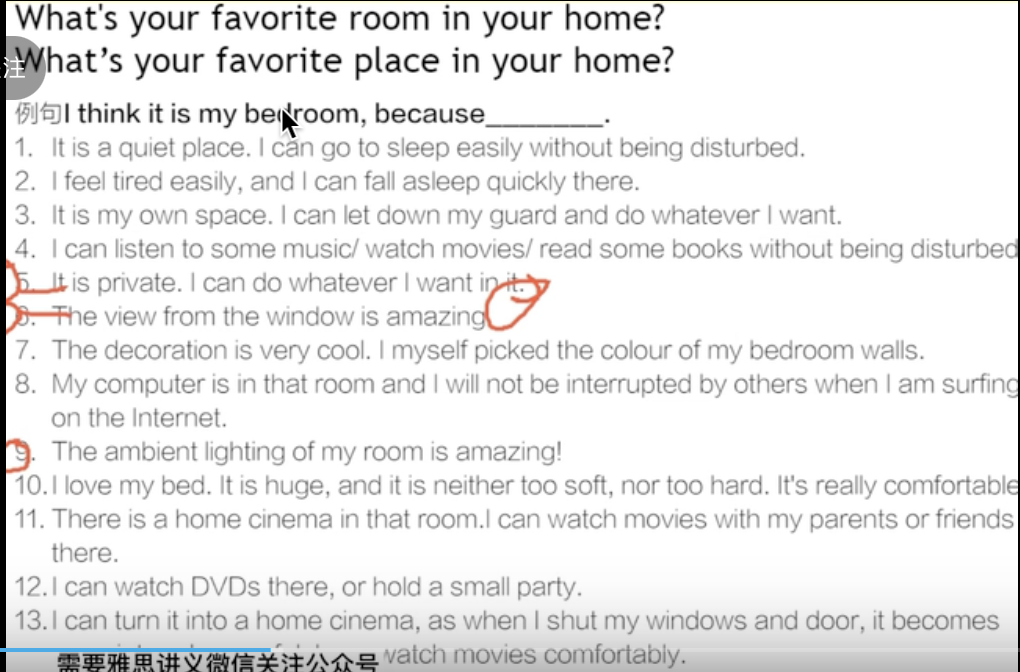 What's your favorite room in your home?
What’s your favorite place in your home?
注
例句I think it is my bedroom, because_______.
1. It is a quiet place. I can go to sleep easily without being disturbed.
2. I feel tired easily, and I can fall asleep quickly there.
3. It is my own space. I can let down my guard and do whatever I want.
4. I can listen to some music/ watch movies/ read some books without being disturbed
5. It is private. I can do whatever I want in it.
6. The view from the window is amazing
7. The decoration is very cool. I myself picked the colour of my bedroom walls.
8. My computer is in that room and I will not be interrupted by others when I am surfing
on the Internet.
9. The ambient lighting of my room is amazing!
10. I love my bed. It is huge, and it is neither too soft, nor too hard. It's really comfortable
11. There is a home cinema in that room.I can watch movies with my parents or friends
there.
12. I can watch DVDs there, or hold a small party.
13. I can turn it into a home cinema, as when I shut my windows and door, it becomes
watch movies comfortably.
需要雅思讲义微信关注公众号